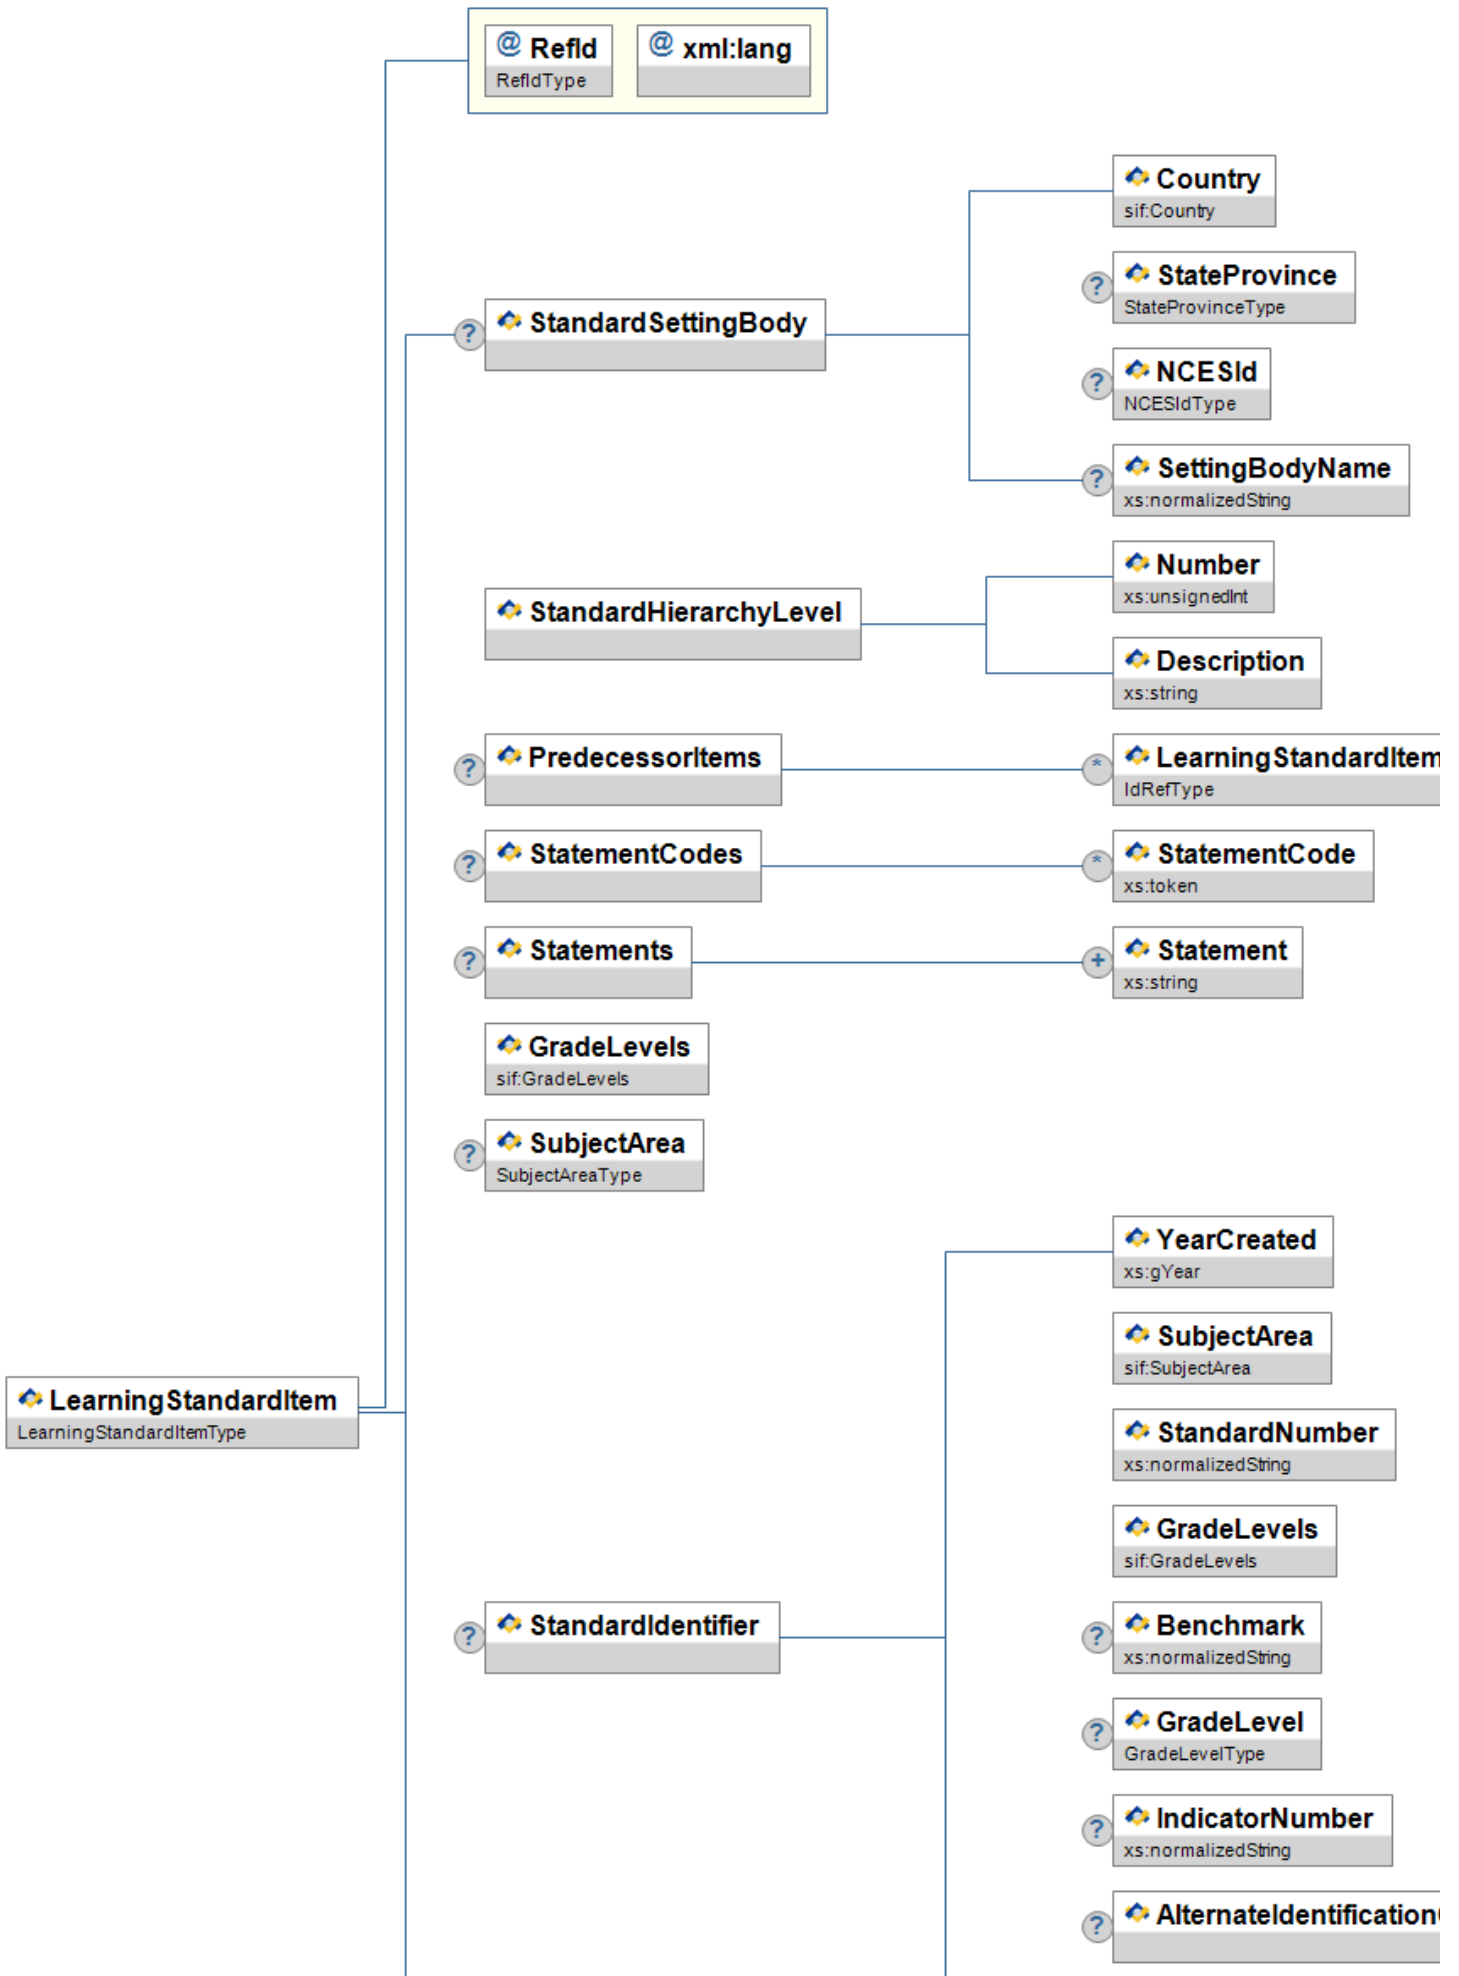 @ RefId
RefIdType
@ xml:lang
Country
sif:Country
? StateProvince
StateProvinceType
? StandardSettingBody
? NCESId
NCESIdType
? SettingBodyName
xs:normalizedString
Number
xs:unsignedInt
StandardHierarchyLevel
Description
xs:string
? PredecessorItems
* LearningStandardItem
IdRefType
? StatementCodes
* StatementCode
xs:token
? Statements
+ Statement
xs:string
GradeLevels
sif:GradeLevels
? SubjectArea
SubjectAreaType
YearCreated
xs:gYear
SubjectArea
sif:SubjectArea
LearningStandardItem
LearningStandardItemType
StandardNumber
xs:normalizedString
GradeLevels
sif:GradeLevels
? StandardIdentifier
? Benchmark
xs:normalizedString
? GradeLevel
GradeLevelType
? IndicatorNumber
xs:normalizedString
? AlternateIdentification